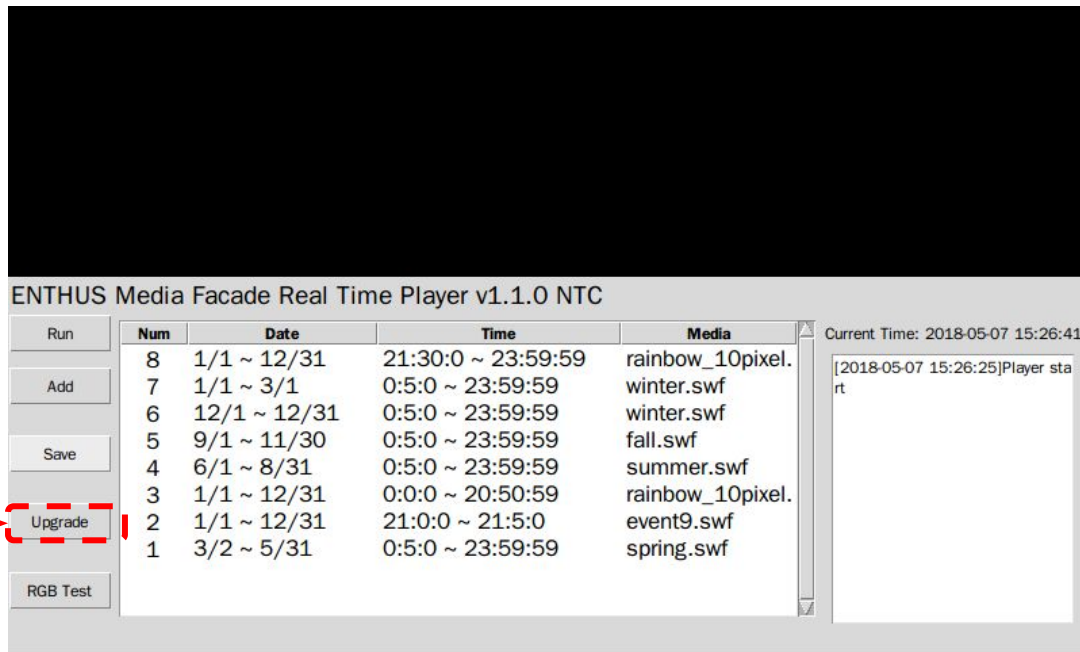 ENTHUS Media Facade Real Time Player v1.1.0 NTC
Run
Add
Save
Upgrade
RGB Test
Num Date Time Media
8 1/1 ~ 12/31 21:30:0 ~ 23:59:59 rainbow_10pixel.
7 1/1 ~ 3/1 0:5:0 ~ 23:59:59 winter.swf
6 12/1 ~ 12/31 0:5:0 ~ 23:59:59 winter.swf
5 9/1 ~ 11/30 0:5:0 ~ 23:59:59 fall.swf
4 6/1 ~ 8/31 0:5:0 ~ 23:59:59 summer.swf
3 1/1 ~ 12/31 0:0:0 ~ 20:50:59 rainbow_10pixel.
2 1/1 ~ 12/31 21:0:0 ~ 21:5:0 event9.swf
1 3/2 ~ 5/31 0:5:0 ~ 23:59:59 spring.swf
Current Time: 2018-05-07 15:26:41
[2018-05-07 15:26:25]Player sta
rt